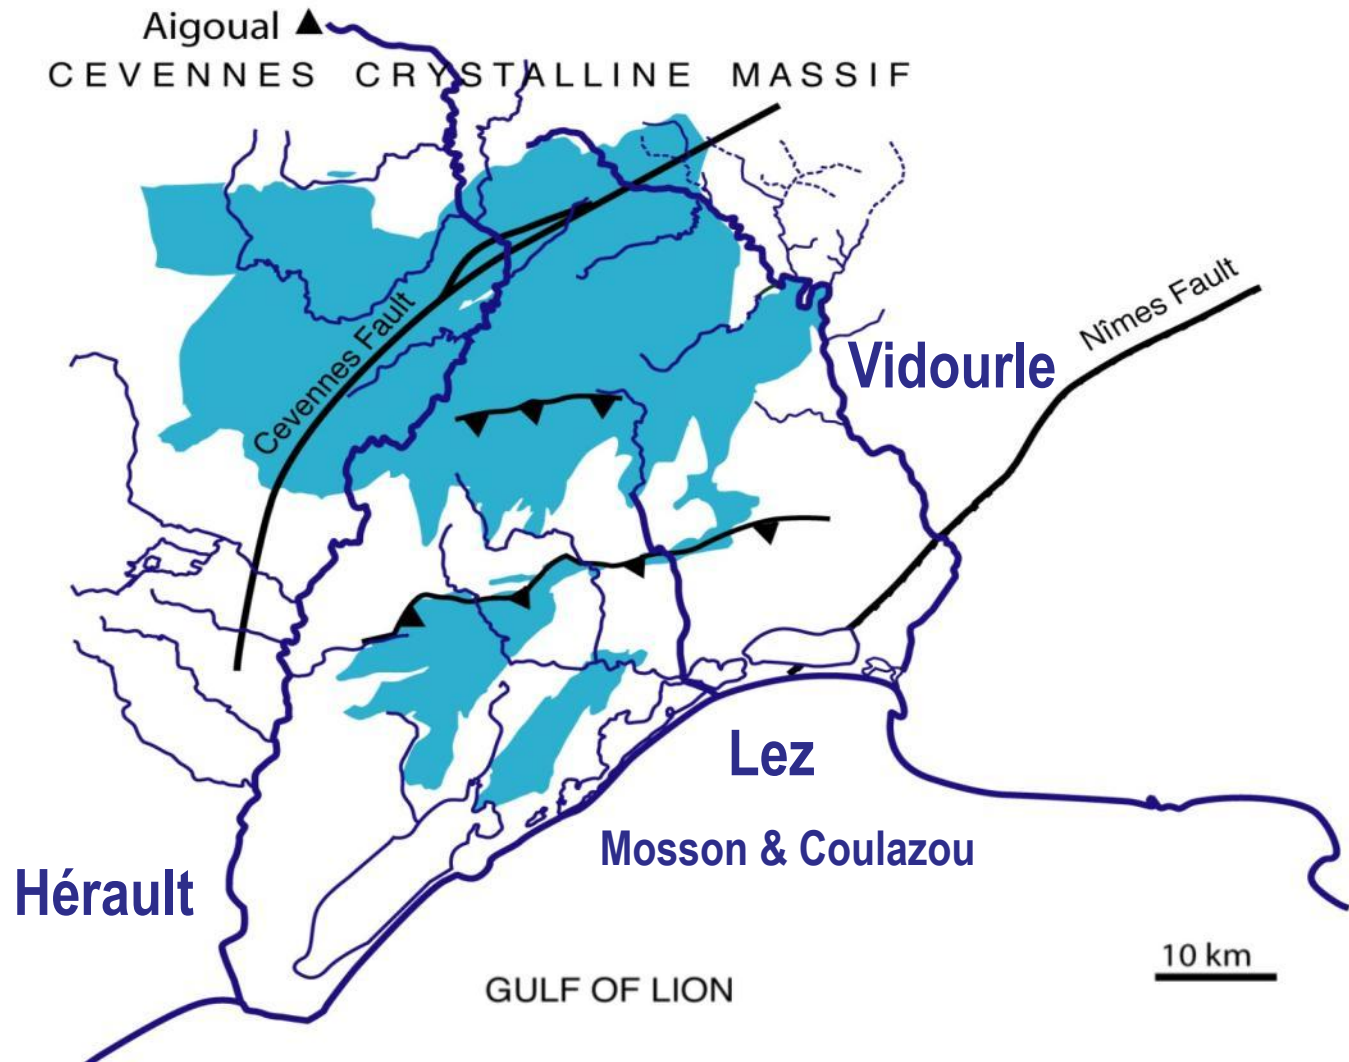 Aigoual
CEVENNES CRYSTALLINE MASSIF
Nîmes Fault
Cevennes Fault
Vidourle
Lez
Mosson & Coulazou
Hérault
10 km
GULF OF LION